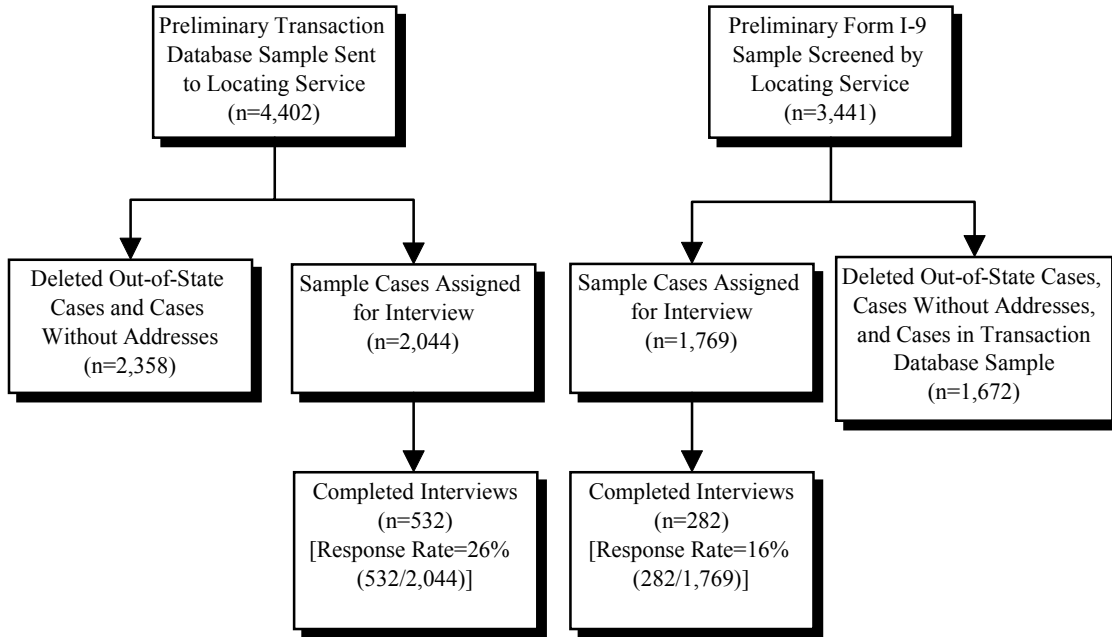 Preliminary Transaction
Database Sample Sent
to Locating Service
(n=4,402)
Preliminary Form I-9
Sample Screened by
Locating Service
(n=3,441)
Deleted Out-of-State
Cases and Cases
Without Addresses
(n=2,358)
Sample Cases Assigned
for Interview
(n=2,044)
Sample Cases Assigned
for Interview
(n=1,769)
Deleted Out-of-State Cases,
Cases Without Addresses,
and Cases in Transaction
Database Sample
(n=1,672)
Completed Interviews
(n=532)
[Response Rate=26%
(532/2,044)]
Completed Interviews
(n=282)
[Response Rate=16%
(282/1,769)]